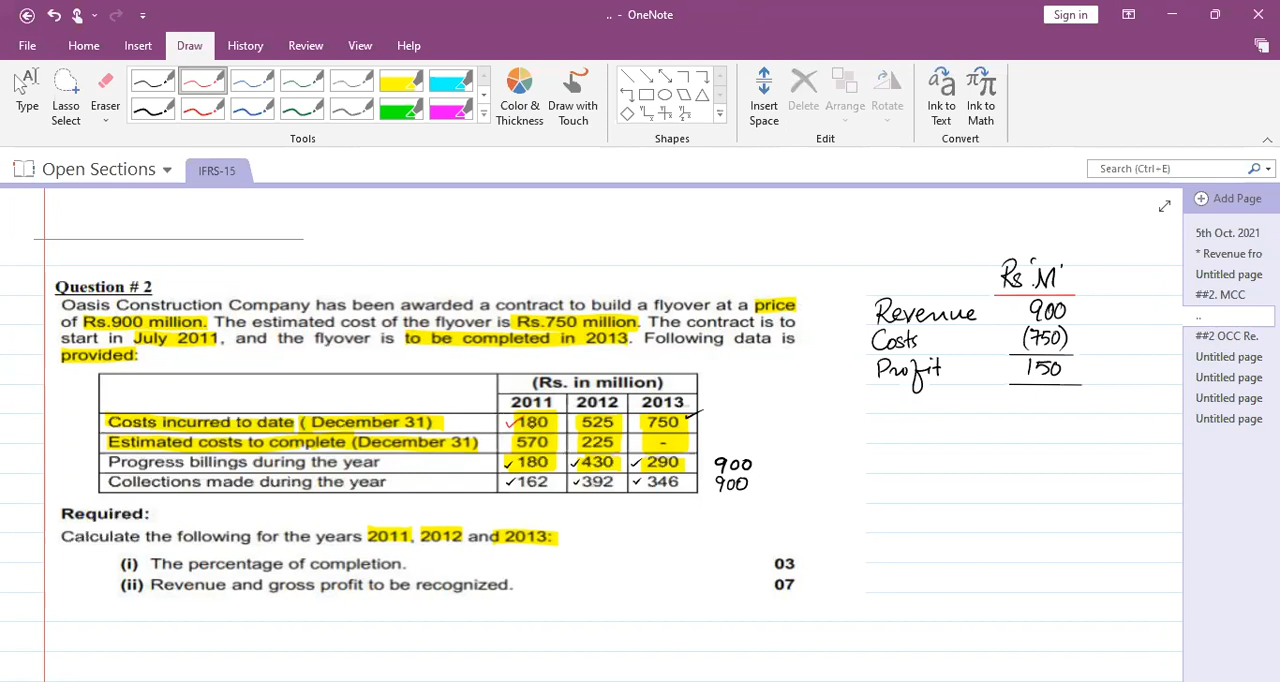 .. - OneNote
Sign in
File Home Insert Draw History Review View Help
Type
Lasso Select
Eraser
Color & Thickness
Draw with Touch
Insert Space
Delete
Arrange
Rotate
Ink to Text
Ink to Math
Tools
Shapes
Edit
Convert
Open Sections
IFRS-15
Search (Ctrl+E)
Add Page
5th Oct. 2021
* Revenue fro
Untitled page
##2. MCC
..
##2 OCC Re.
Untitled page
Untitled page
Untitled page
Untitled page
Question # 2
Oasis Construction Company has been awarded a contract to build a flyover at a price
of Rs.900 million. The estimated cost of the flyover is Rs.750 million. The contract is to
start in July 2011, and the flyover is to be completed in 2013. Following data is
provided:
(Rs. in million)
2011 2012 2013
Costs incurred to date ( December 31) 180 525 750
Estimated costs to complete (December 31) 570 225 -
Progress billings during the year 180 430 290 900
Collections made during the year 162 392 346 900
Required:
Calculate the following for the years 2011, 2012 and 2013:
(i) The percentage of completion. 03
(ii) Revenue and gross profit to be recognized. 07
Rs 'M'
Revenue 900
Costs (750)
Profit 150